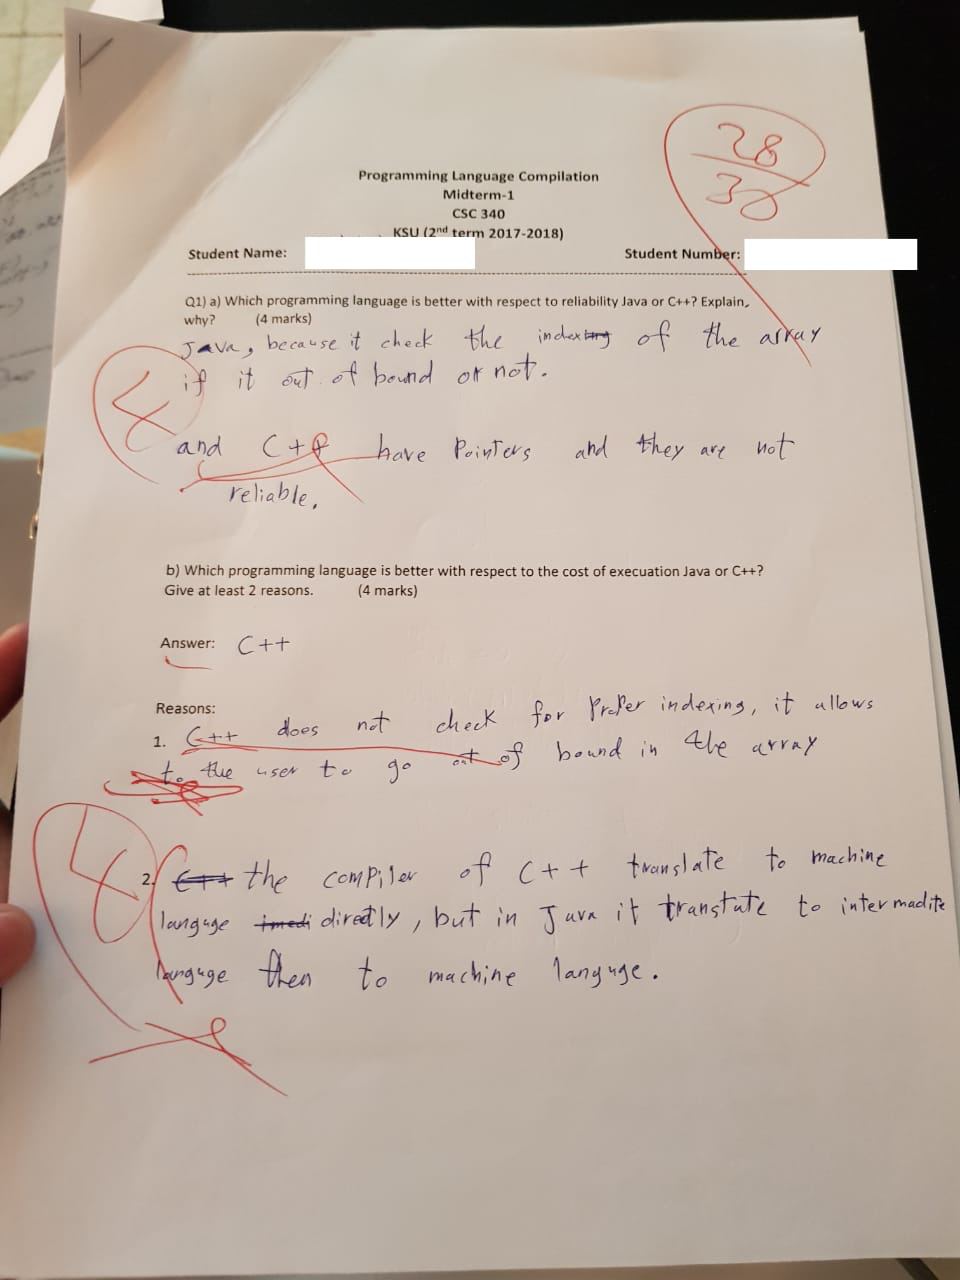 28
30
Programming Language Compilation
Midterm-1
CSC 340
KSU (2nd term 2017-2018)
Student Name:
Student Number:
Q1) a) Which programming language is better with respect to reliability Java or C++? Explain,
why? (4 marks)
Java, because it check the indexing of the array
if it out of bound or not.
4
and C++ have Pointers and they are not
reliable.
b) Which programming language is better with respect to the cost of execuation Java or C++?
Give at least 2 reasons. (4 marks)
Answer: C++
Reasons:
1. C++ does not check for Proper indexing, it allows
to the user to go out of bound in the array
4
2. C++ the compiler of C++ translate to machine
languge imedi directly, but in Java it transtate to intermadite
languge then to machine languge.